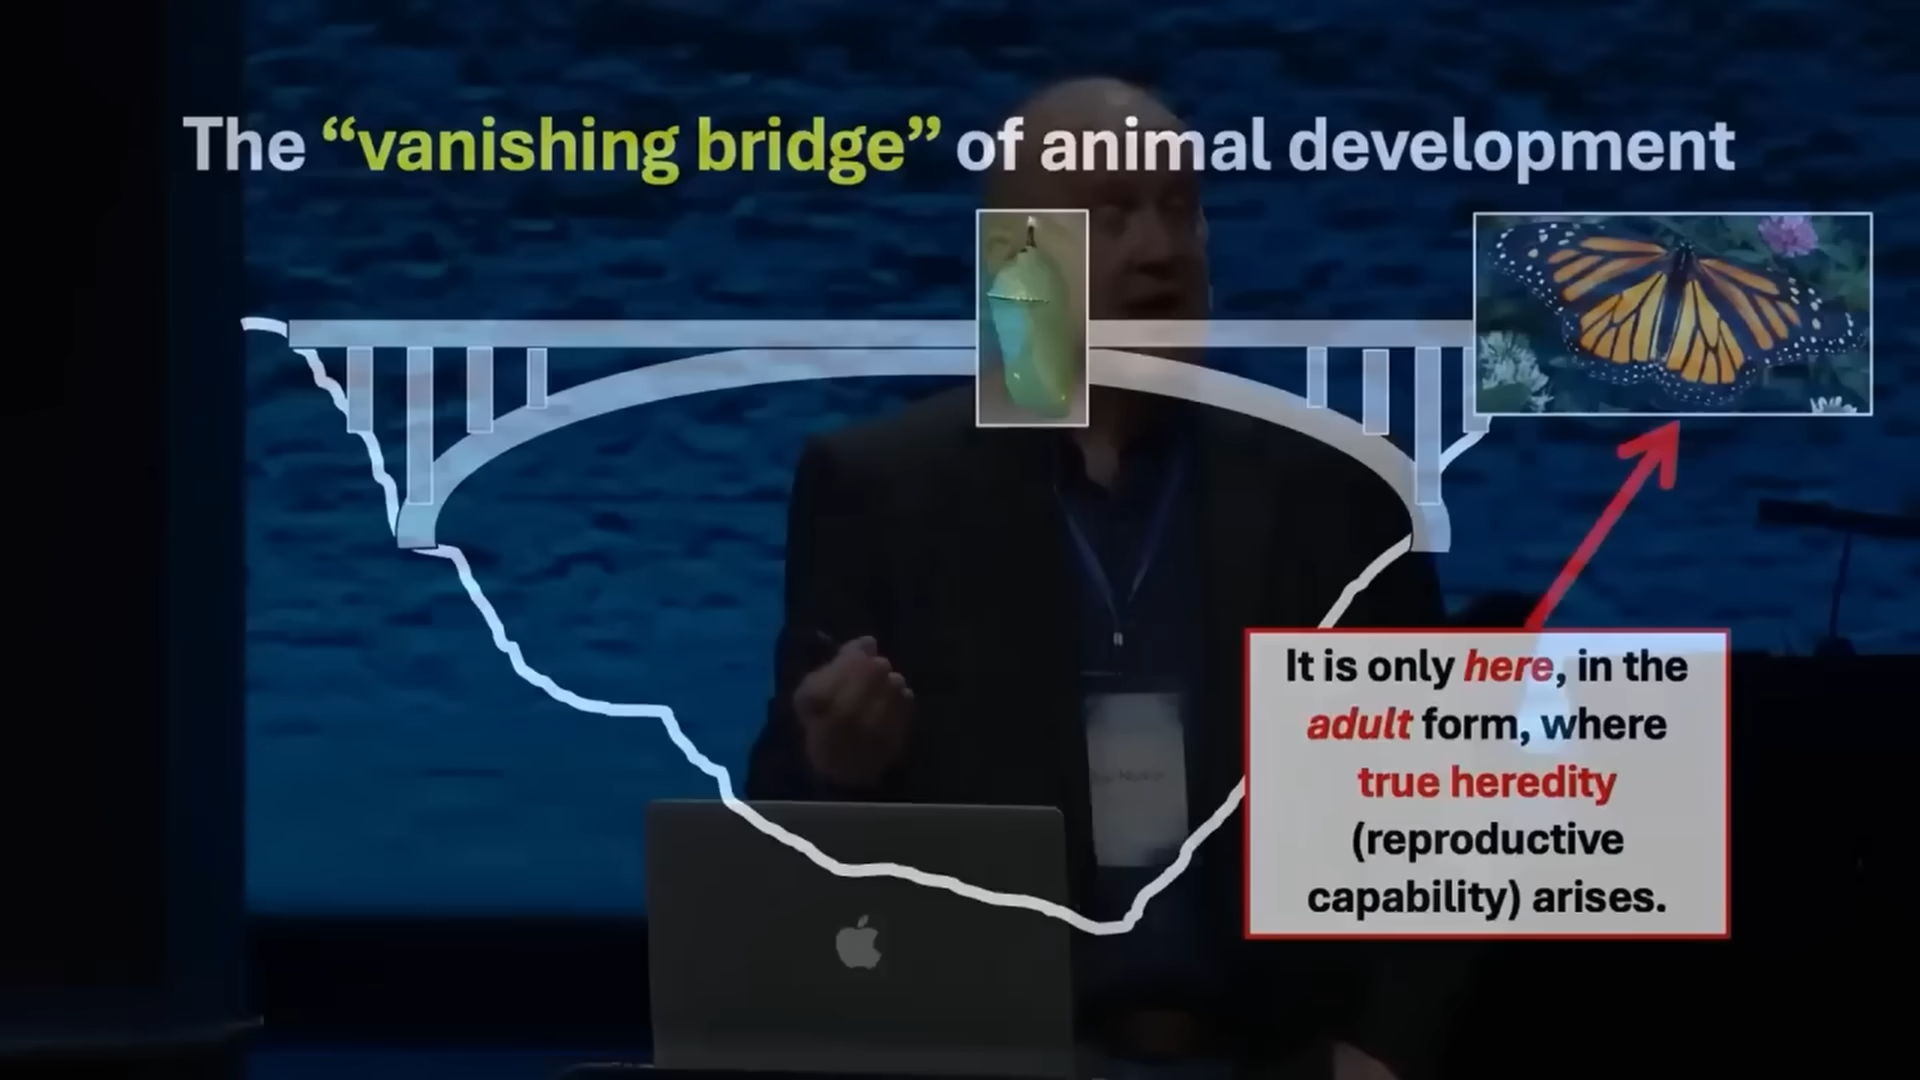 The “vanishing bridge” of animal development
It is only here, in the
adult form, where
true heredity
(reproductive
capability) arises.